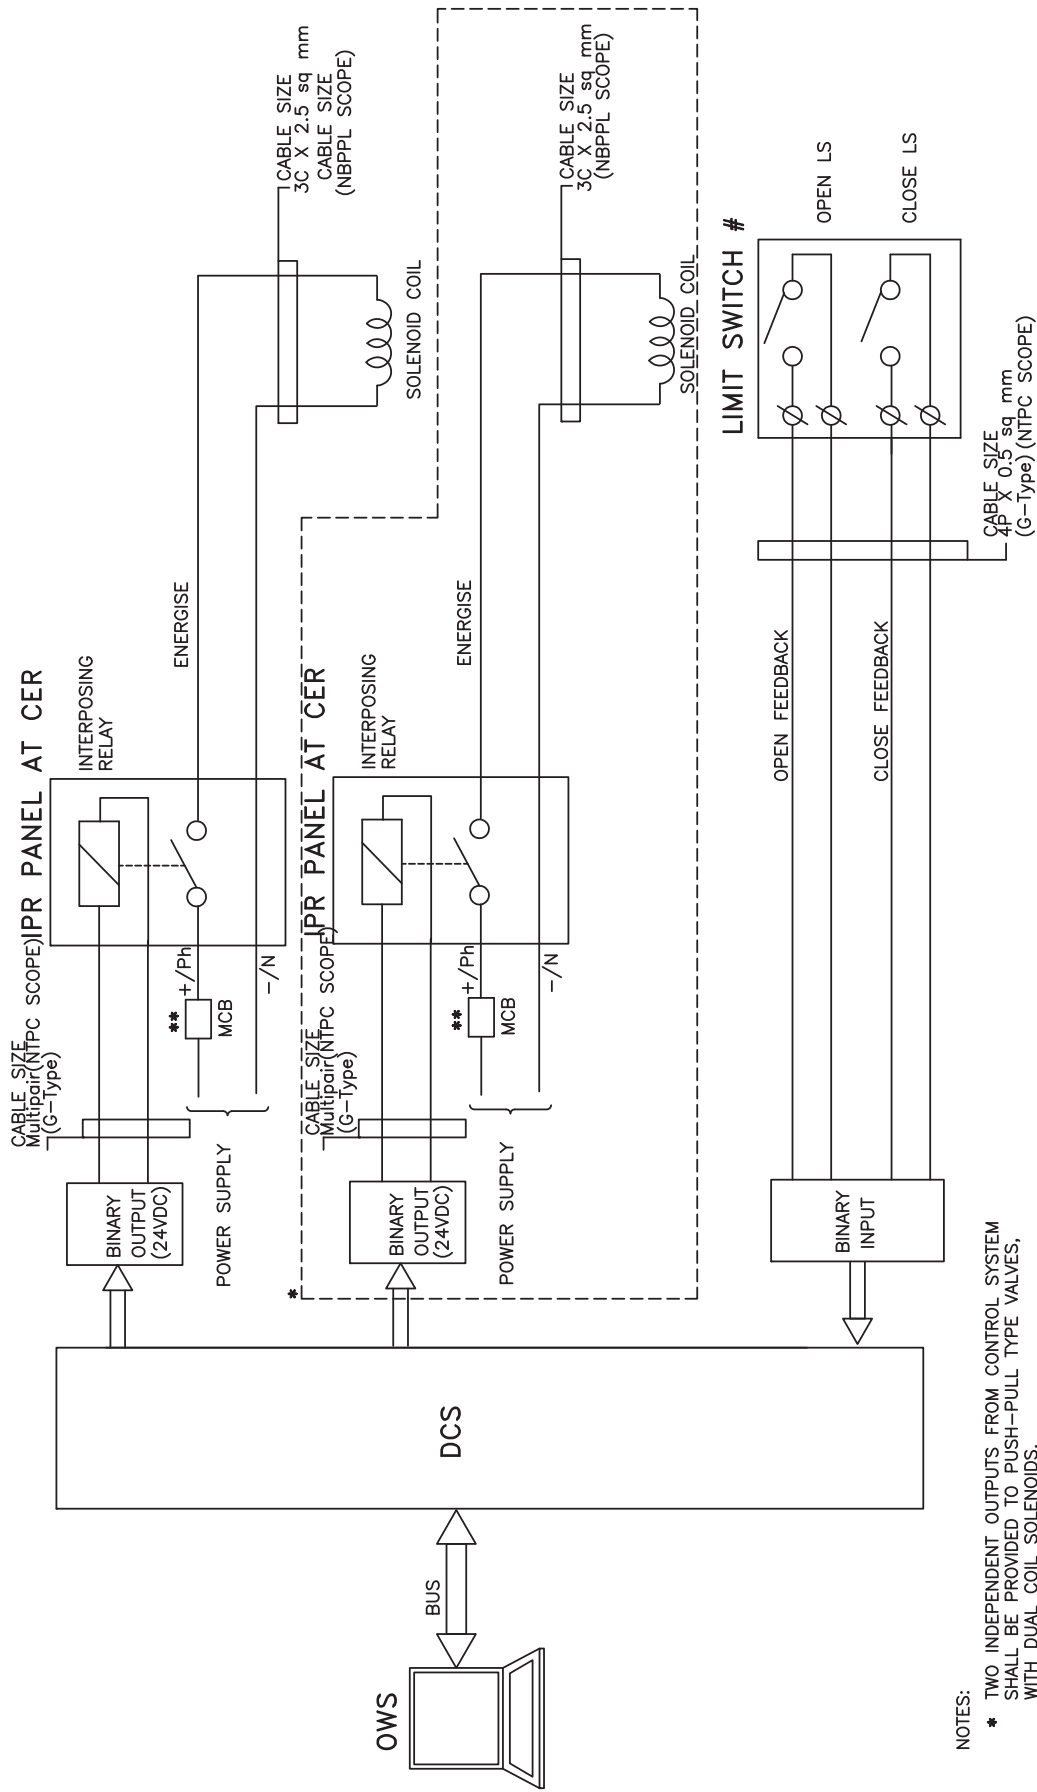 OWS
BUS
DCS
BINARY
OUTPUT
(24VDC)
CABLE SIZE
Multipair(NTPC SCOPE)
(G-Type)
POWER SUPPLY
**
MCB
+/Ph
-/N
IPR PANEL AT CER
INTERPOSING
RELAY
ENERGISE
SOLENOID COIL
CABLE SIZE
3C X 2.5 sq mm
CABLE SIZE
(NBPPL SCOPE)
*
BINARY
OUTPUT
(24VDC)
CABLE SIZE
Multipair(NTPC SCOPE)
(G-Type)
POWER SUPPLY
**
MCB
+/Ph
-/N
IPR PANEL AT CER
INTERPOSING
RELAY
ENERGISE
SOLENOID COIL
CABLE SIZE
3C X 2.5 sq mm
(NBPPL SCOPE)
BINARY
INPUT
OPEN FEEDBACK
CLOSE FEEDBACK
LIMIT SWITCH #
OPEN LS
CLOSE LS
CABLE SIZE
4P X 0.5 sq mm
(G-Type) (NTPC SCOPE)
NOTES:
* TWO INDEPENDENT OUTPUTS FROM CONTROL SYSTEM
SHALL BE PROVIDED TO PUSH-PULL TYPE VALVES,
WITH DUAL COIL SOLENOIDS.